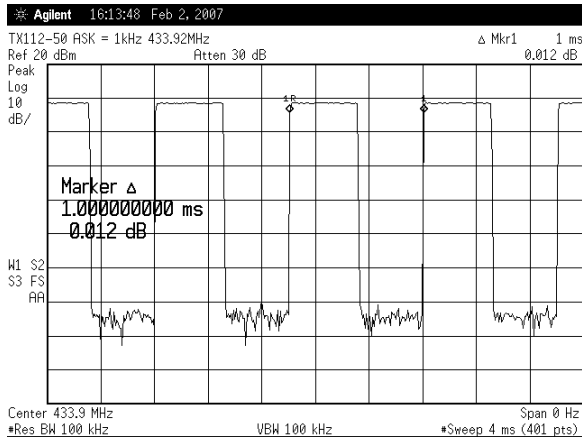 Agilent 16:13:48 Feb 2, 2007
TX112-50 ASK = 1kHz 433.92MHz
Δ Mkr1 1 ms
Ref 20 dBm Atten 30 dB 0.012 dB
Peak
Log
10
dB/
1R 1
Marker Δ
1.000000000 ms
0.012 dB
W1 S2
S3 FS
AA
Center 433.9 MHz Span 0 Hz
#Res BW 100 kHz VBW 100 kHz #Sweep 4 ms (401 pts)